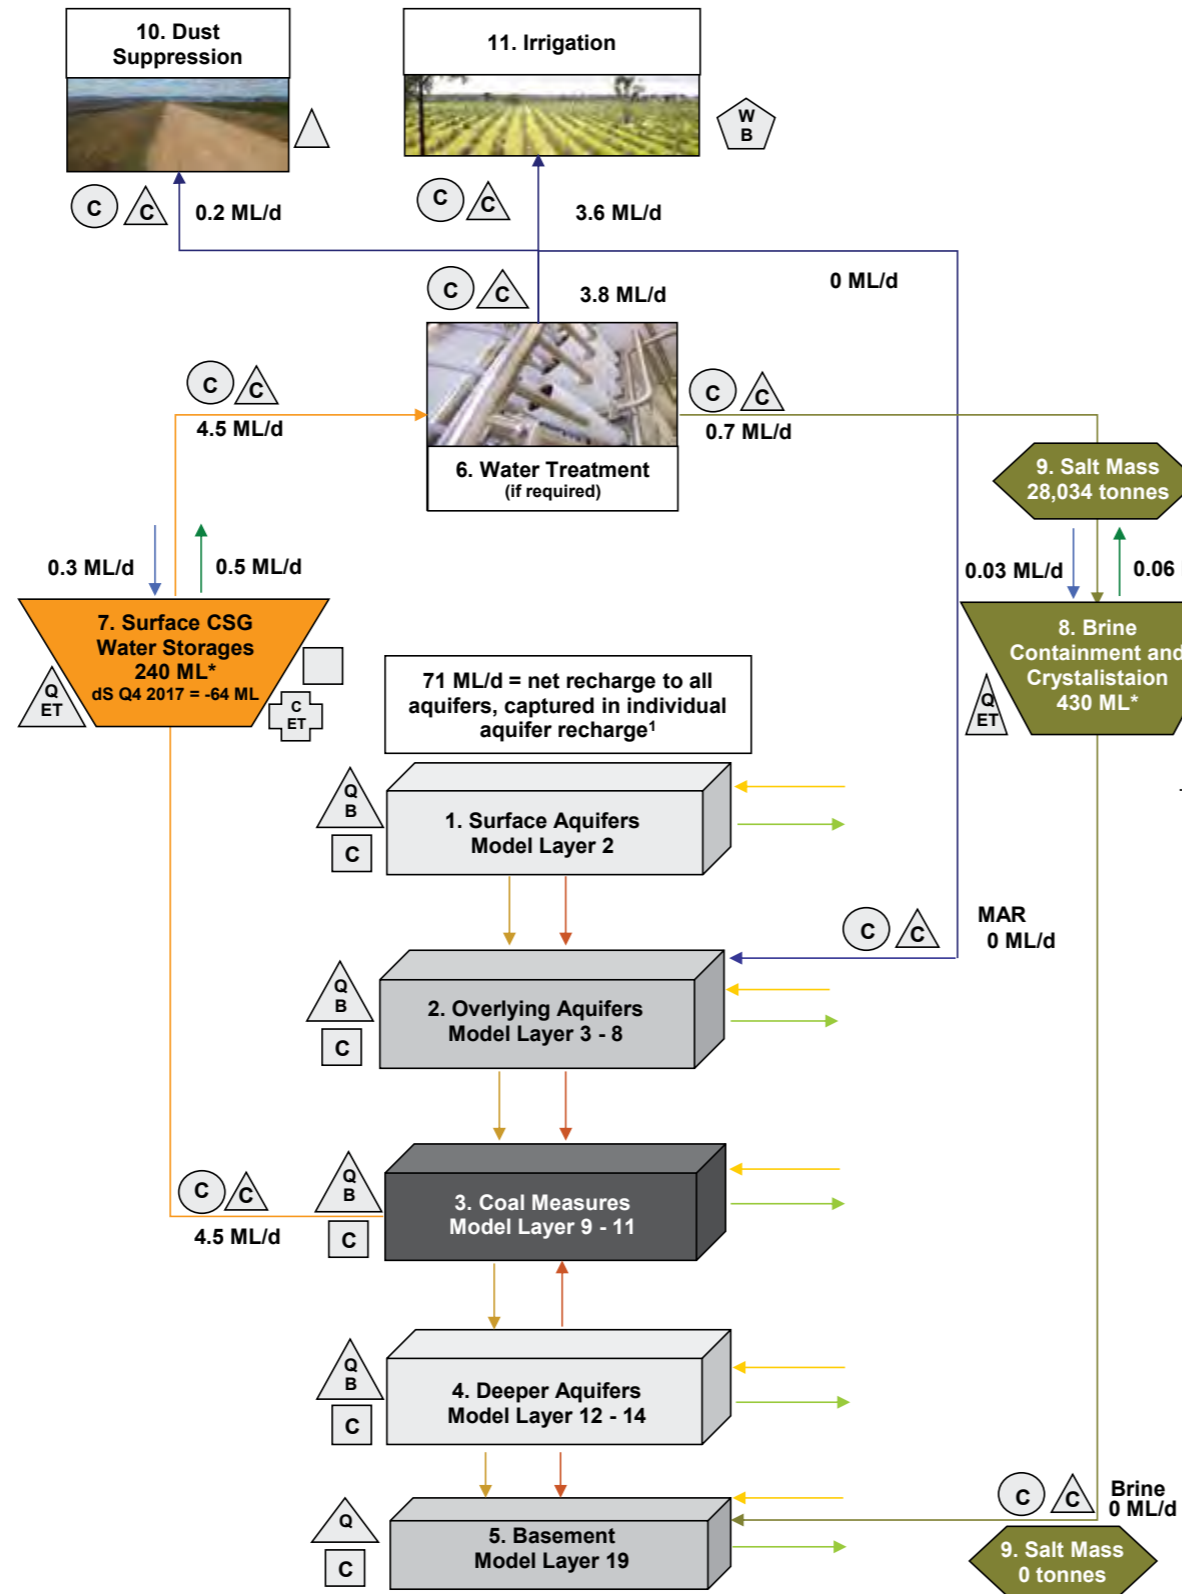 10. Dust
Suppression
11. Irrigation
W
B
C
C
0.2 ML/d
C
C
3.6 ML/d
C
C
3.8 ML/d
0 ML/d
C
C
4.5 ML/d
C
C
0.7 ML/d
6. Water Treatment
(if required)
9. Salt Mass
28,034 tonnes
0.3 ML/d
0.5 ML/d
0.03 ML/d
0.06
7. Surface CSG
Water Storages
240 ML*
dS Q4 2017 = -64 ML
Q
ET
C
ET
8. Brine
Containment and
Crystalistaion
430 ML*
Q
ET
71 ML/d = net recharge to all
aquifers, captured in individual
aquifer recharge¹
Q
B
C
1. Surface Aquifers
Model Layer 2
C
C
MAR
0 ML/d
Q
B
C
2. Overlying Aquifers
Model Layer 3 - 8
C
C
4.5 ML/d
Q
B
C
3. Coal Measures
Model Layer 9 - 11
Q
B
C
4. Deeper Aquifers
Model Layer 12 - 14
Q
C
5. Basement
Model Layer 19
C
C
Brine
0 ML/d
9. Salt Mass
0 tonnes